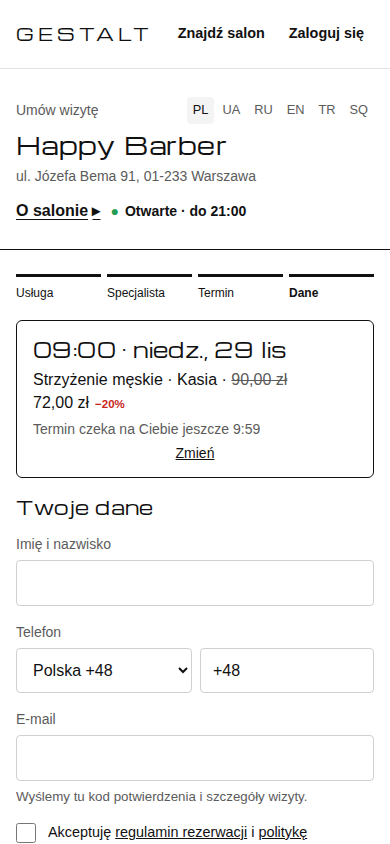 GESTALT Znajdź salon Zaloguj się
Umów wizytę PL UA RU EN TR SQ
Happy Barber
ul. Józefa Bema 91, 01-233 Warszawa
O salonie ▸ ● Otwarte · do 21:00
Usługa Specjalista Termin Dane
09:00 · niedz., 29 lis
Strzyżenie męskie · Kasia · 90,00 zł
72,00 zł −20%
Termin czeka na Ciebie jeszcze 9:59
Zmień
Twoje dane
Imię i nazwisko
Telefon
Polska +48 +48
E-mail
Wyślemy tu kod potwierdzenia i szczegóły wizyty.
Akceptuję regulamin rezerwacji i politykę